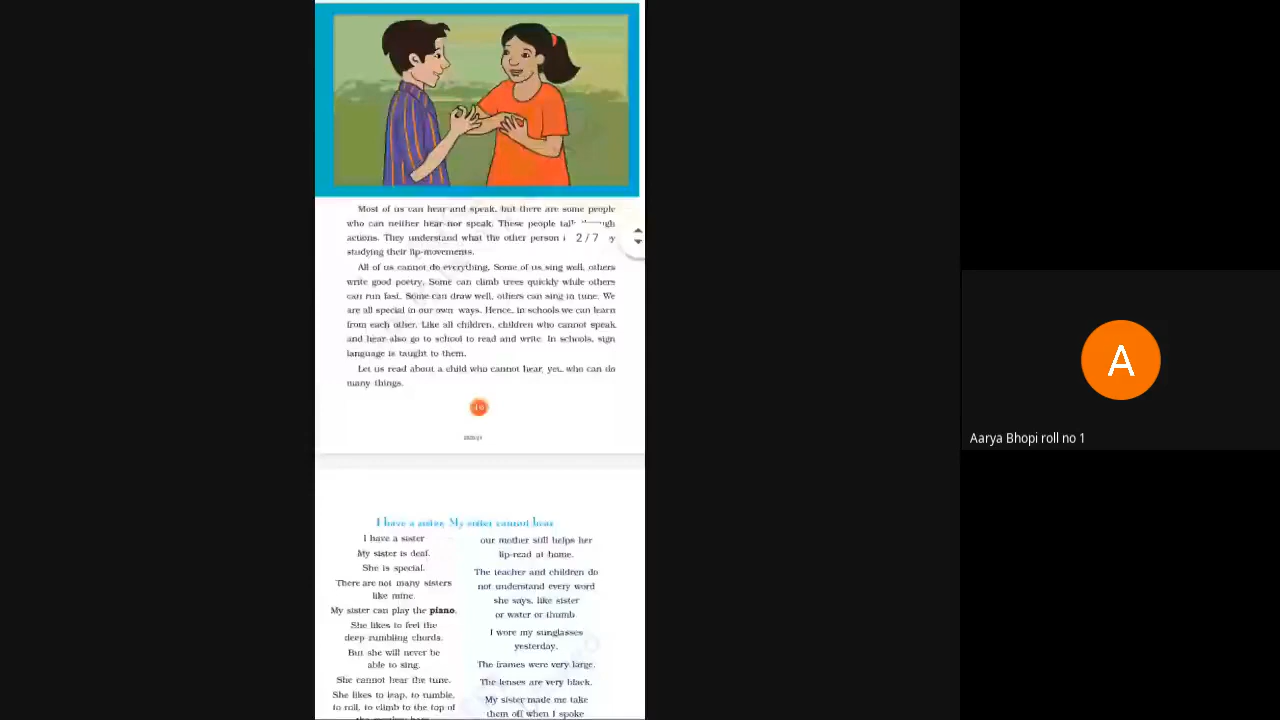 Most of us can hear and speak, but there are some people
who can neither hear nor speak. These people talk through
actions. They understand what the other person
2 / 7
studying their lip-movements.
All of us cannot do everything. Some of us sing well, others
write good poetry. Some can climb trees quickly while others
can run fast. Some can draw well, others can sing in tune. We
are all special in our own ways. Hence, in schools we can learn
from each other. Like all children, children who cannot speak
and hear also go to school to read and write. In schools, sign
language is taught to them.
Let us read about a child who cannot hear, yet, who can do
many things.
I have a sister, My sister cannot hear
I have a sister
My sister is deaf.
She is special.
There are not many sisters
like mine.
My sister can play the piano.
She likes to feel the
deep rumbling chords.
But she will never be
able to sing.
She cannot hear the tune.
She likes to leap, to tumble,
to roll, to climb to the top of
our mother still helps her
lip-read at home.
The teacher and children do
not understand every word
she says, like sister
or water or thumb
I wore my sunglasses
yesterday.
The frames were very large.
The lenses are very black.
My sister made me take
them off when I spoke
A
Aarya Bhopi roll no 1